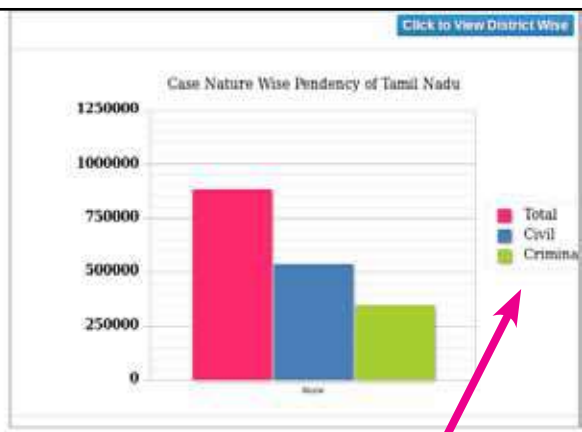 Click to View District Wise
Case Nature Wise Pendency of Tamil Nadu
1250000
1000000
750000
500000
250000
0
Total
Civil
Crimina